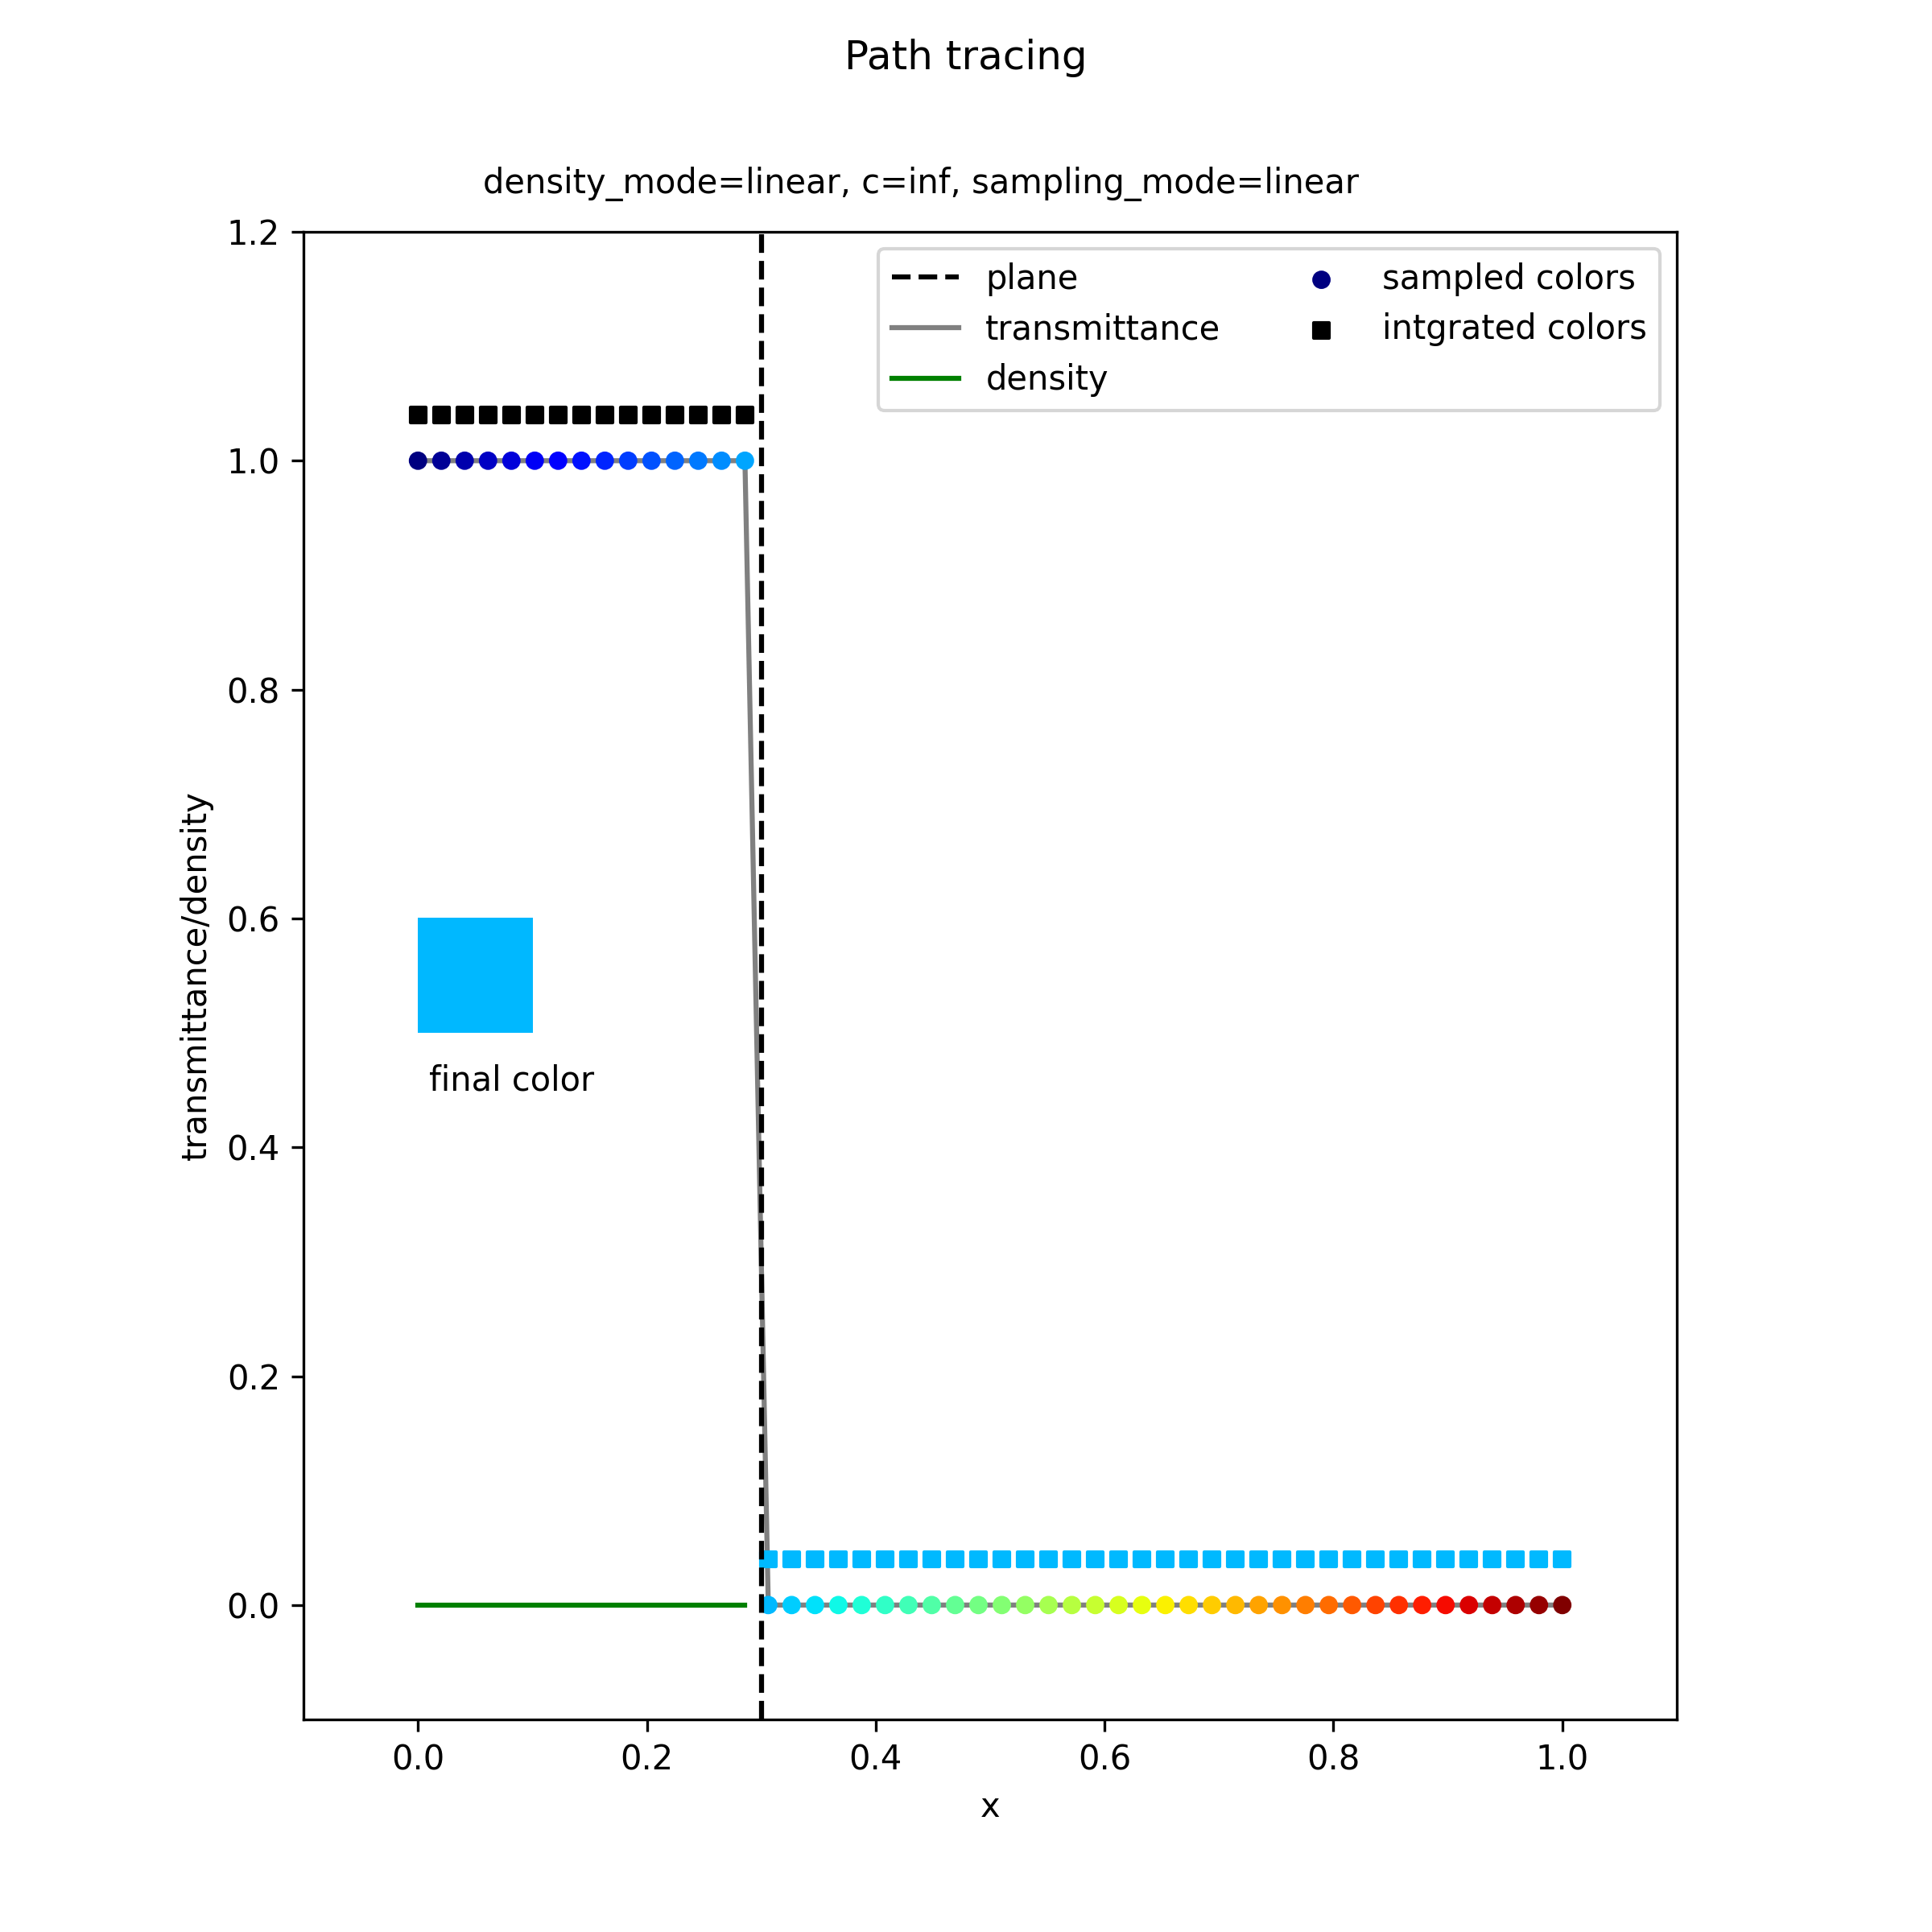 Path tracing
density_mode=linear, c=inf, sampling_mode=linear
plane
transmittance
density
sampled colors
intgrated colors
1.2
1.0
0.8
0.6
0.4
0.2
0.0
transmittance/density
final color
0.0 0.2 0.4 0.6 0.8 1.0
x